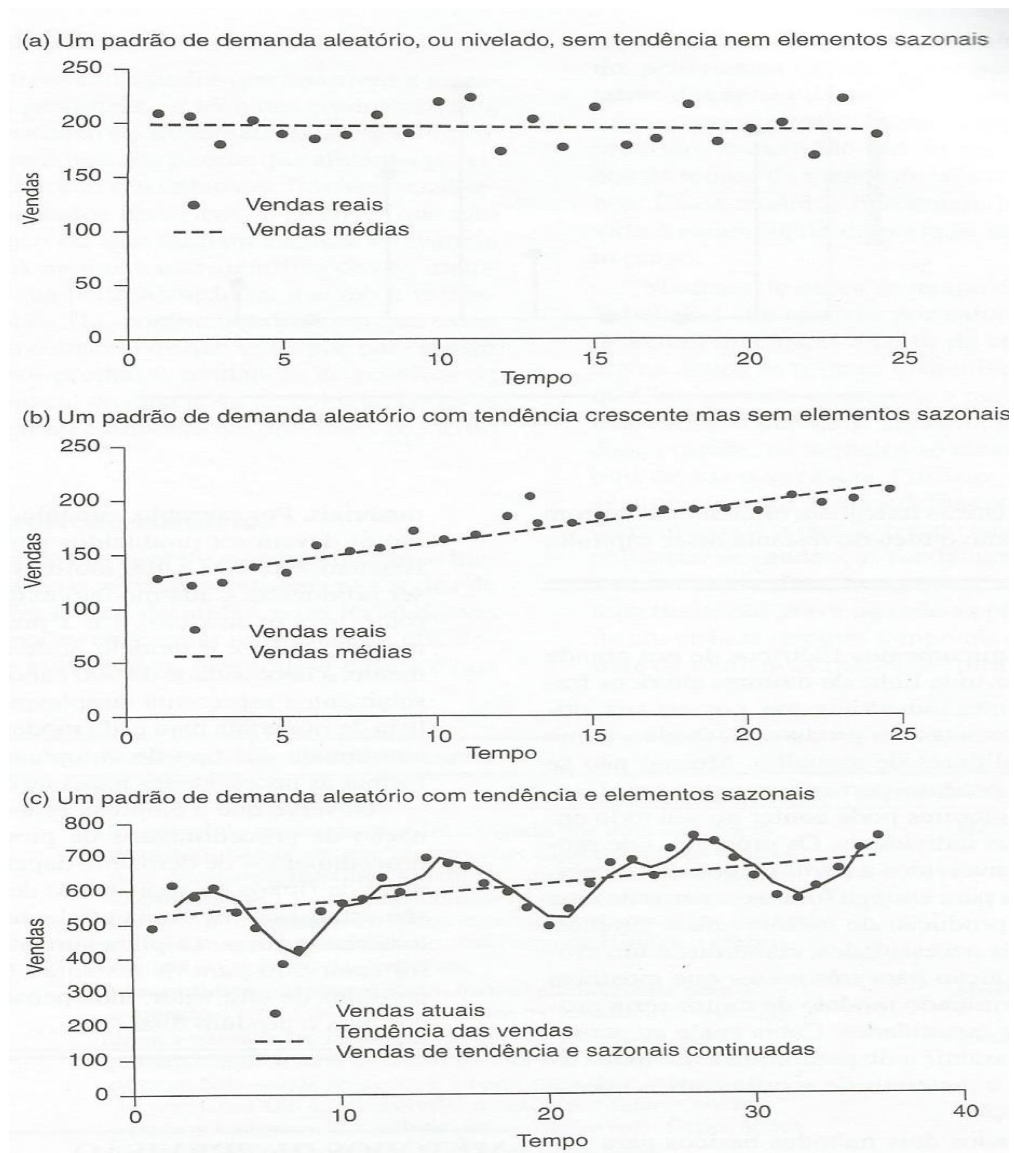 (a) Um padrão de demanda aleatório, ou nivelado, sem tendência nem elementos sazonais
250
200
150
100
50
0
Vendas
Vendas reais
Vendas médias
0 5 10 15 20 25
Tempo
(b) Um padrão de demanda aleatório com tendência crescente mas sem elementos sazonais
250
200
150
100
50
0
Vendas
Vendas reais
Vendas médias
0 5 10 15 20 25
Tempo
(c) Um padrão de demanda aleatório com tendência e elementos sazonais
800
700
600
500
400
300
200
100
0
Vendas
Vendas atuais
Tendência das vendas
Vendas de tendência e sazonais continuadas
0 10 20 30 40
Tempo